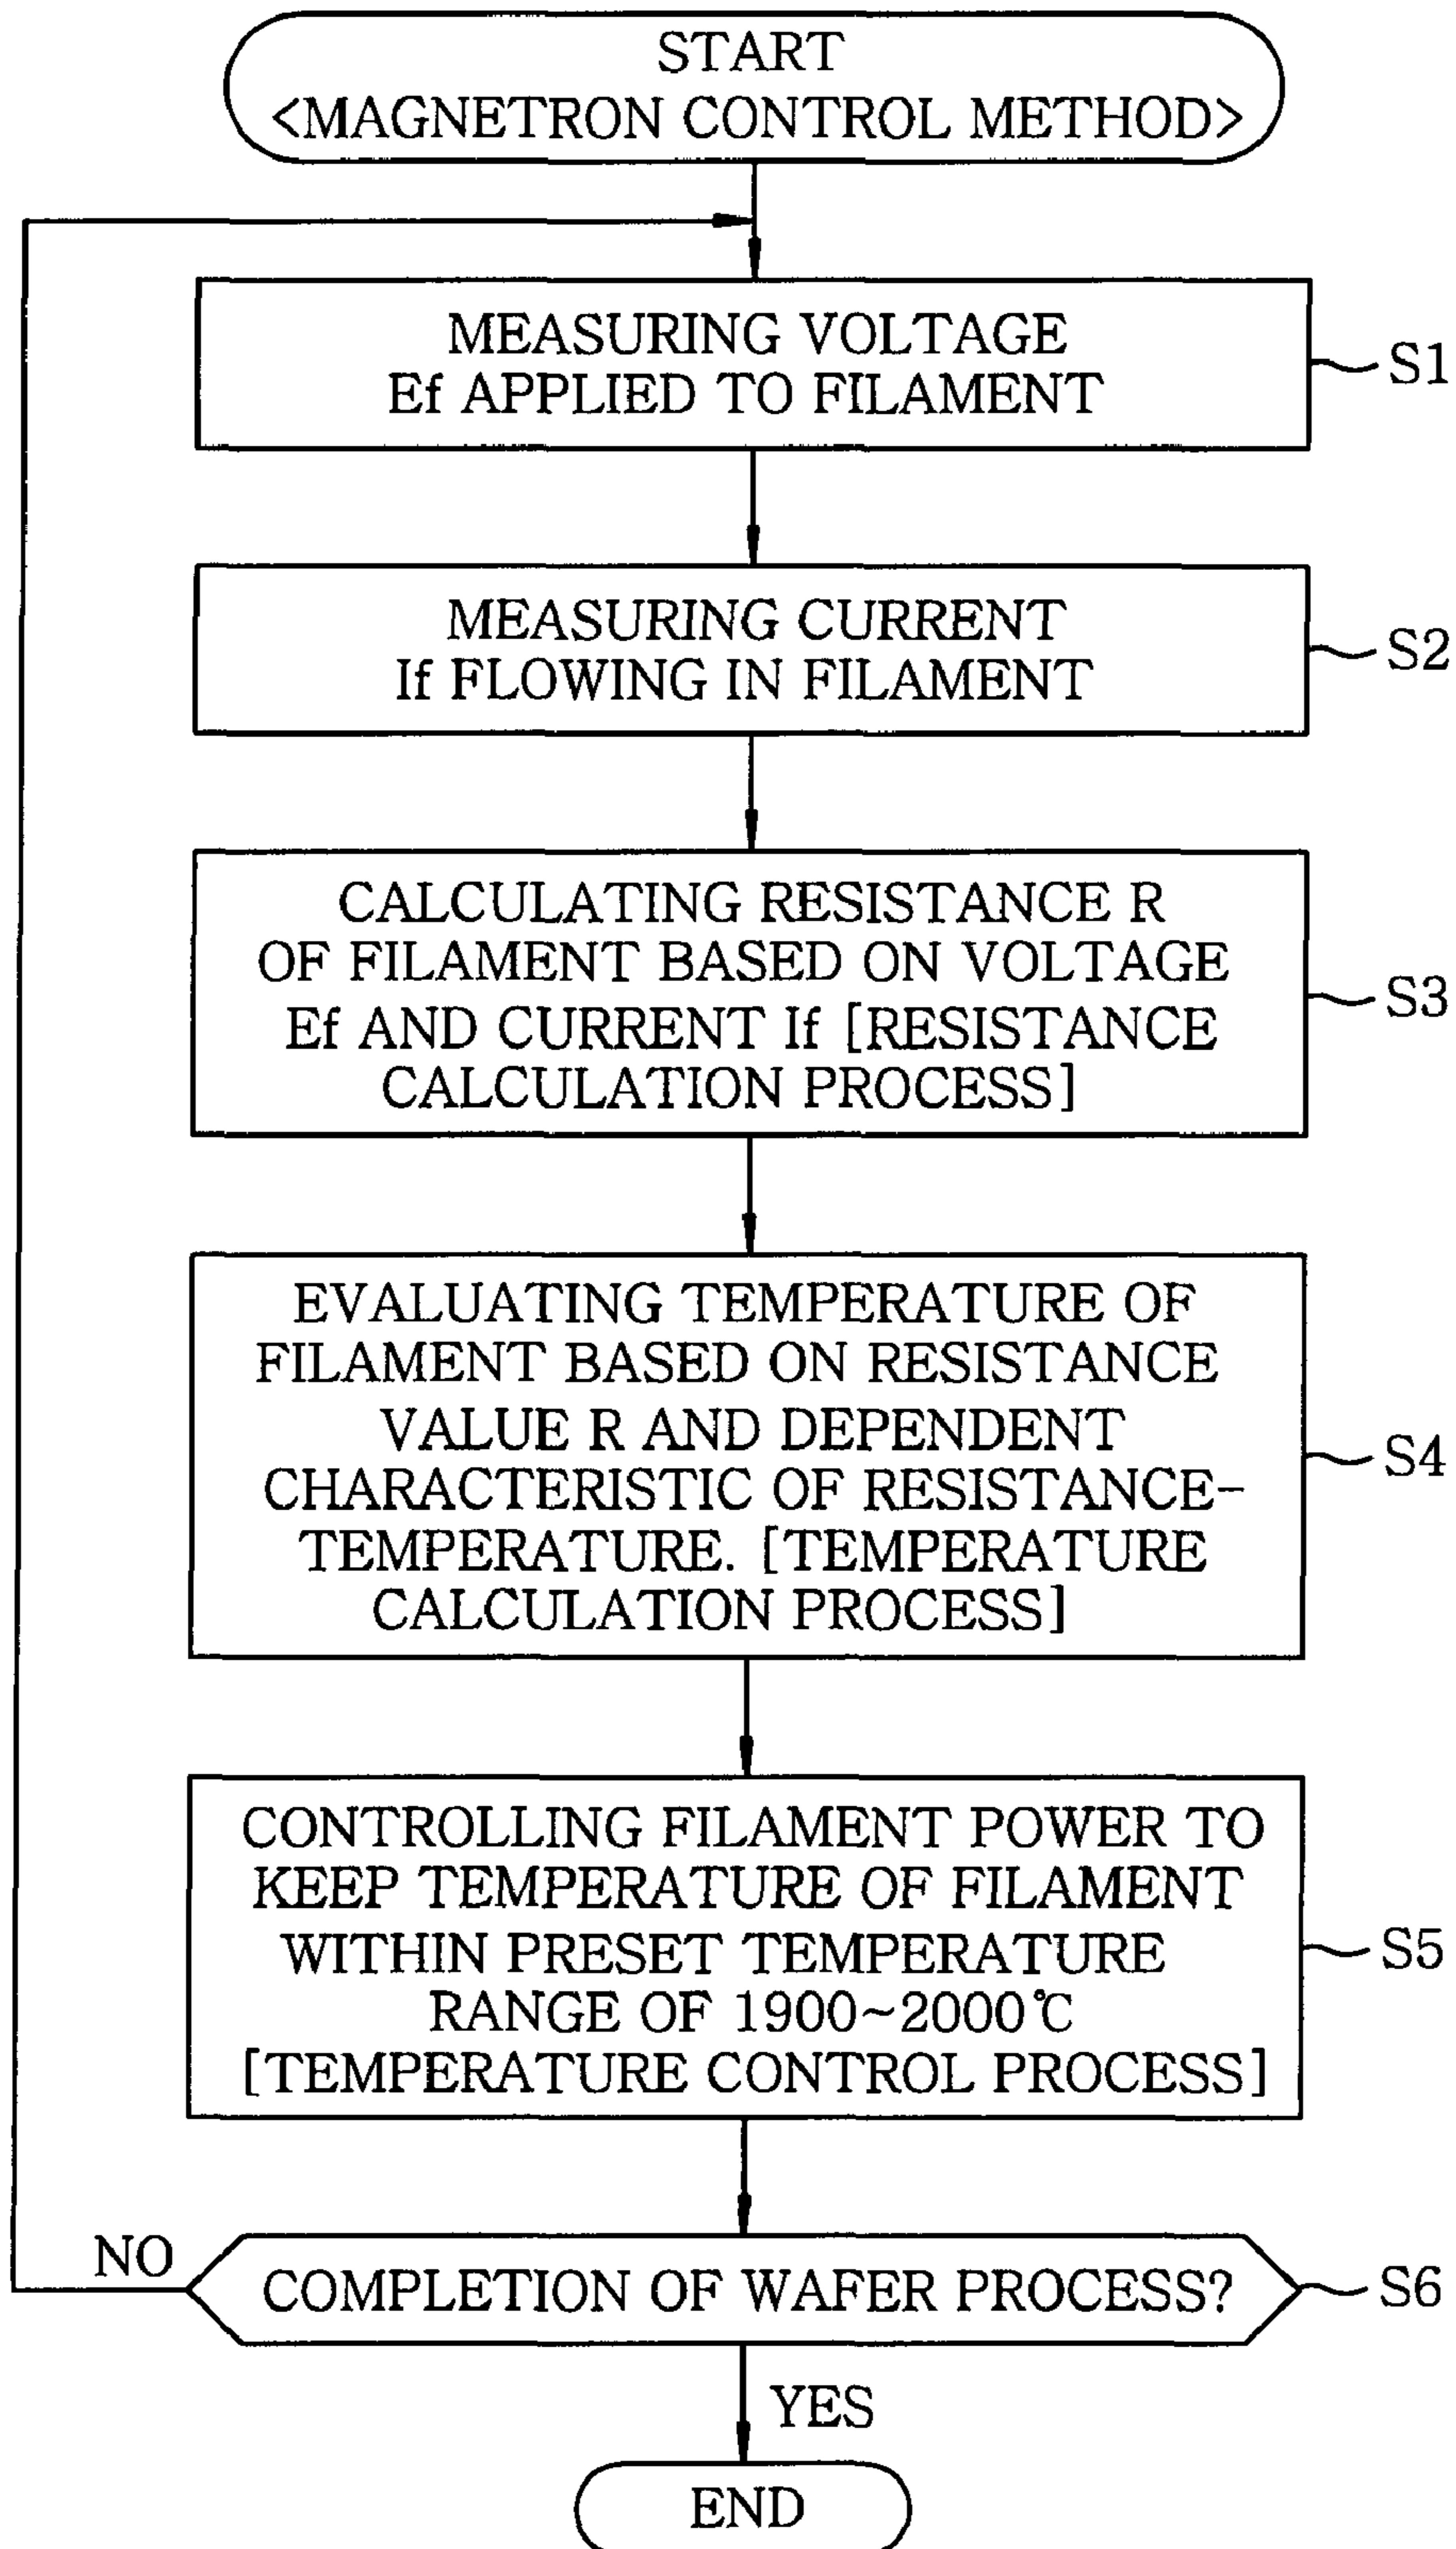 START
<MAGNETRON CONTROL METHOD>
MEASURING VOLTAGE
Ef APPLIED TO FILAMENT
S1
MEASURING CURRENT
If FLOWING IN FILAMENT
S2
CALCULATING RESISTANCE R
OF FILAMENT BASED ON VOLTAGE
Ef AND CURRENT If [RESISTANCE
CALCULATION PROCESS]
S3
EVALUATING TEMPERATURE OF
FILAMENT BASED ON RESISTANCE
VALUE R AND DEPENDENT
CHARACTERISTIC OF RESISTANCE-
TEMPERATURE. [TEMPERATURE
CALCULATION PROCESS]
S4
CONTROLLING FILAMENT POWER TO
KEEP TEMPERATURE OF FILAMENT
WITHIN PRESET TEMPERATURE
RANGE OF 1900~2000℃
[TEMPERATURE CONTROL PROCESS]
S5
NO
COMPLETION OF WAFER PROCESS?
S6
YES
END